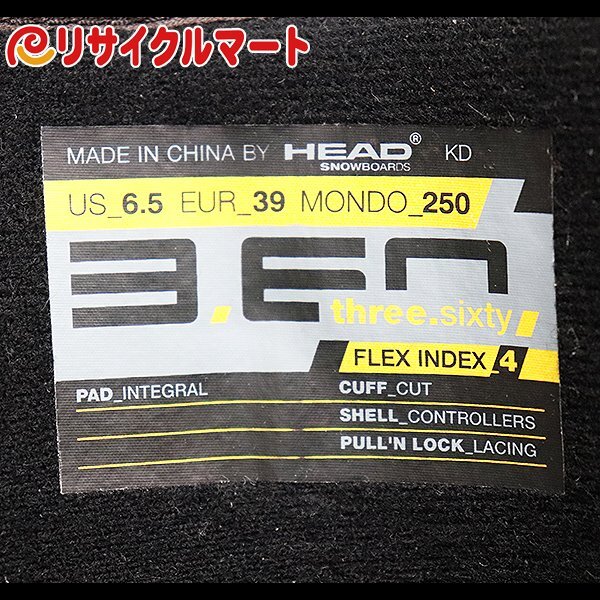 リサイクルマート
MADE IN CHINA BY HEAD® KD
SNOWBOARDS
US_6.5 EUR_39 MONDO_250
3.60
three.sixty
FLEX INDEX_4
PAD_INTEGRAL CUFF_CUT
SHELL_CONTROLLERS
PULL'N LOCK_LACING